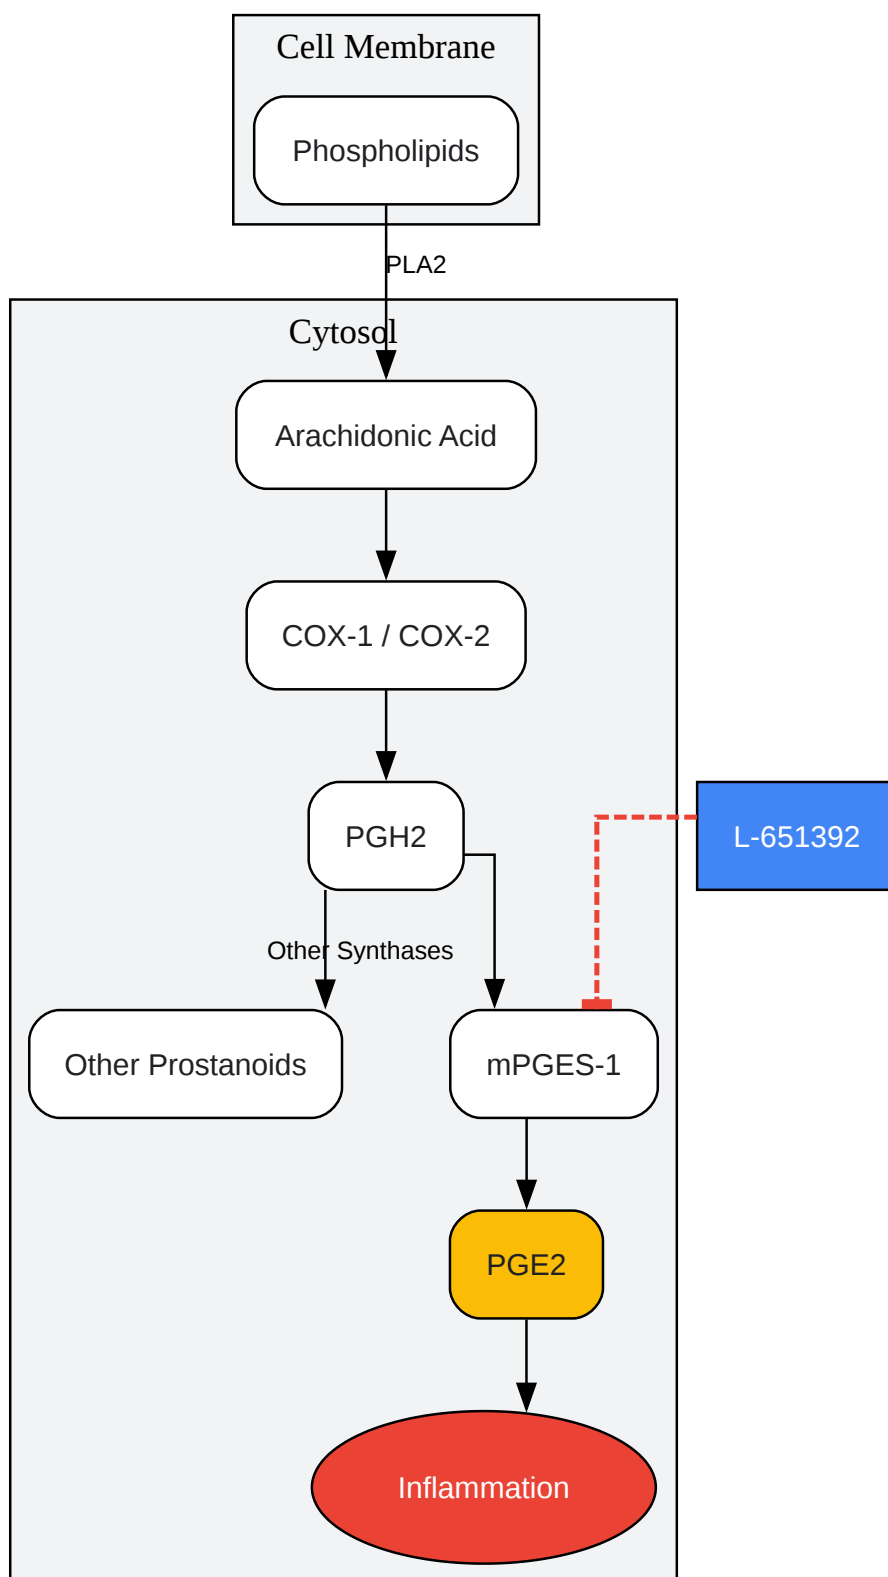 Cell Membrane
Phospholipids
PLA2
Cytosol
Arachidonic Acid
COX-1 / COX-2
PGH2
L-651392
Other Synthases
Other Prostanoids
mPGES-1
PGE2
Inflammation